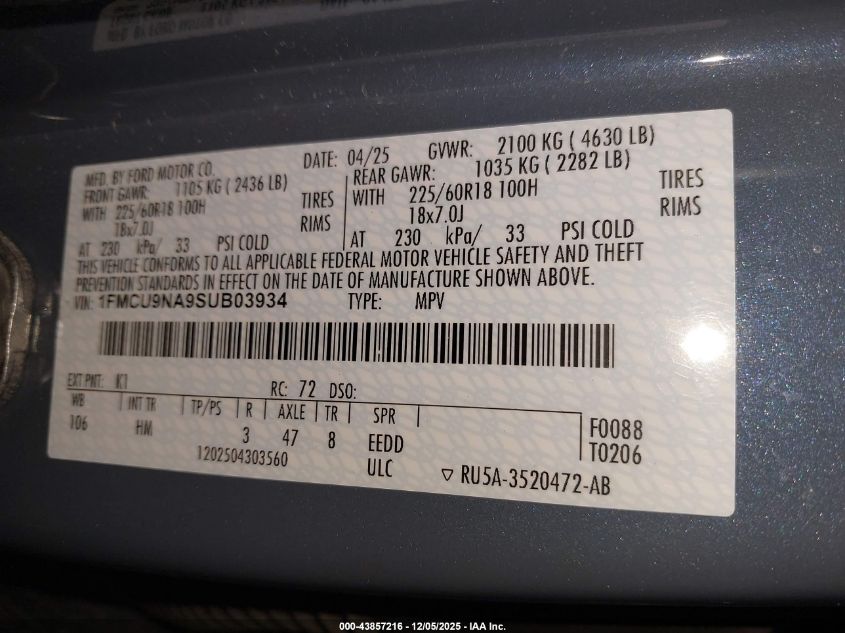 MFD. BY FORD MOTOR CO
MFD. BY FORD MOTOR CO.
DATE: 04/25
GVWR: 2100 KG ( 4630 LB)
FRONT GAWR: 1105 KG ( 2436 LB)
REAR GAWR: 1035 KG ( 2282 LB)
WITH 225/60R18 100H TIRES
WITH 225/60R18 100H TIRES
18x7.0J RIMS
18x7.0J RIMS
AT 230 kPa/ 33 PSI COLD
AT 230 kPa/ 33 PSI COLD
THIS VEHICLE CONFORMS TO ALL APPLICABLE FEDERAL MOTOR VEHICLE SAFETY AND THEFT
PREVENTION STANDARDS IN EFFECT ON THE DATE OF MANUFACTURE SHOWN ABOVE.
VIN: 1FMCU9NA9SUB03934 TYPE: MPV
EXT PNT: K1 RC: 72 DSO:
WB INT TR TP/PS R AXLE TR SPR
106 HM 3 47 8 EEDD
F0088
T0206
1202504303560 ULC ▽ RU5A-3520472-AB
000-43857216 - 12/05/2025 - IAA Inc.